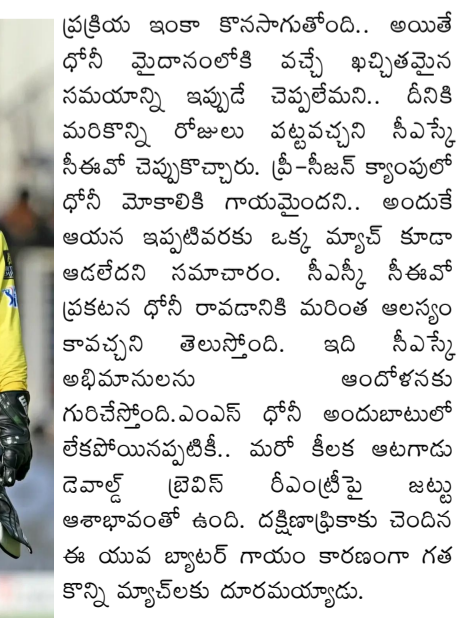 ప్రక్రియ ఇంకా కొనసాగుతోంది.. అయితే
ధోనీ మైదానంలోకి వచ్చే ఖచ్చితమైన
సమయాన్ని ఇప్పుడే చెప్పలేమని.. దీనికి
మరికొన్ని రోజులు పట్టవచ్చని సీఎస్కే
సీఈవో చెప్పుకొచ్చారు. ప్రీ-సీజన్ క్యాంపులో
ధోనీ మోకాలికి గాయమైందని.. అందుకే
ఆయన ఇప్పటివరకు ఒక్క మ్యాచ్ కూడా
ఆడలేదని సమాచారం. సీఎస్కీ సీఈవో
ప్రకటన ధోనీ రావడానికి మరింత ఆలస్యం
కావచ్చని తెలుస్తోంది. ఇది సీఎస్కే
అభిమానులను ఆందోళనకు
గురిచేస్తోంది.ఎంఎస్ ధోనీ అందుబాటులో
లేకపోయినప్పటికీ.. మరో కీలక ఆటగాడు
డెవాల్డ్ బ్రెవిస్ రీఎంట్రీపై జట్టు
ఆశాభావంతో ఉంది. దక్షిణాఫ్రికాకు చెందిన
ఈ యువ బ్యాటర్ గాయం కారణంగా గత
కొన్ని మ్యాచ్‌లకు దూరమయ్యాడు.